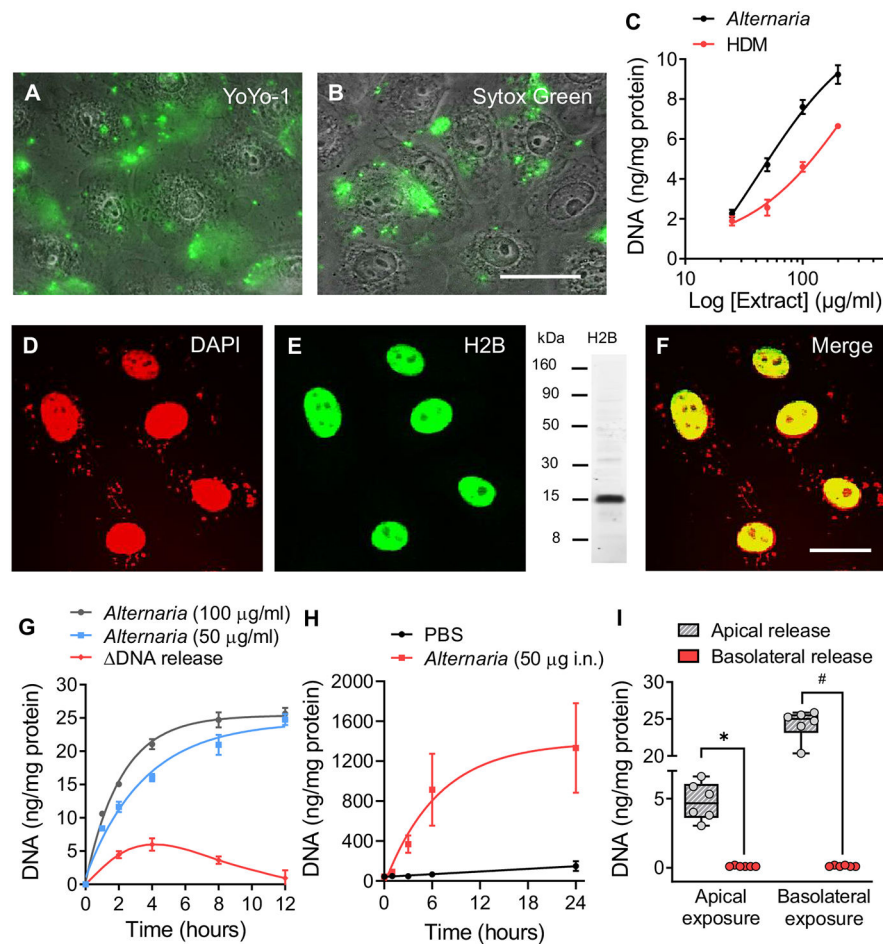 A
YoYo-1
B
Sytox Green
C
Alternaria
HDM
DNA (ng/mg protein)
10
8
6
4
2
0
10
100
Log [Extract] (µg/ml)
D
DAPI
E
H2B
kDa
H2B
160
90
50
30
15
8
F
Merge
G
Alternaria (100 µg/ml)
Alternaria (50 µg/ml)
ΔDNA release
DNA (ng/mg protein)
30
25
20
15
10
5
0
0
2
4
6
8
10
12
Time (hours)
H
PBS
Alternaria (50 µg i.n.)
DNA (ng/mg protein)
2000
1600
1200
800
400
0
0
6
12
18
24
Time (hours)
I
Apical release
Basolateral release
DNA (ng/mg protein)
30
25
20
5
0
*
#
Apical
exposure
Basolateral
exposure